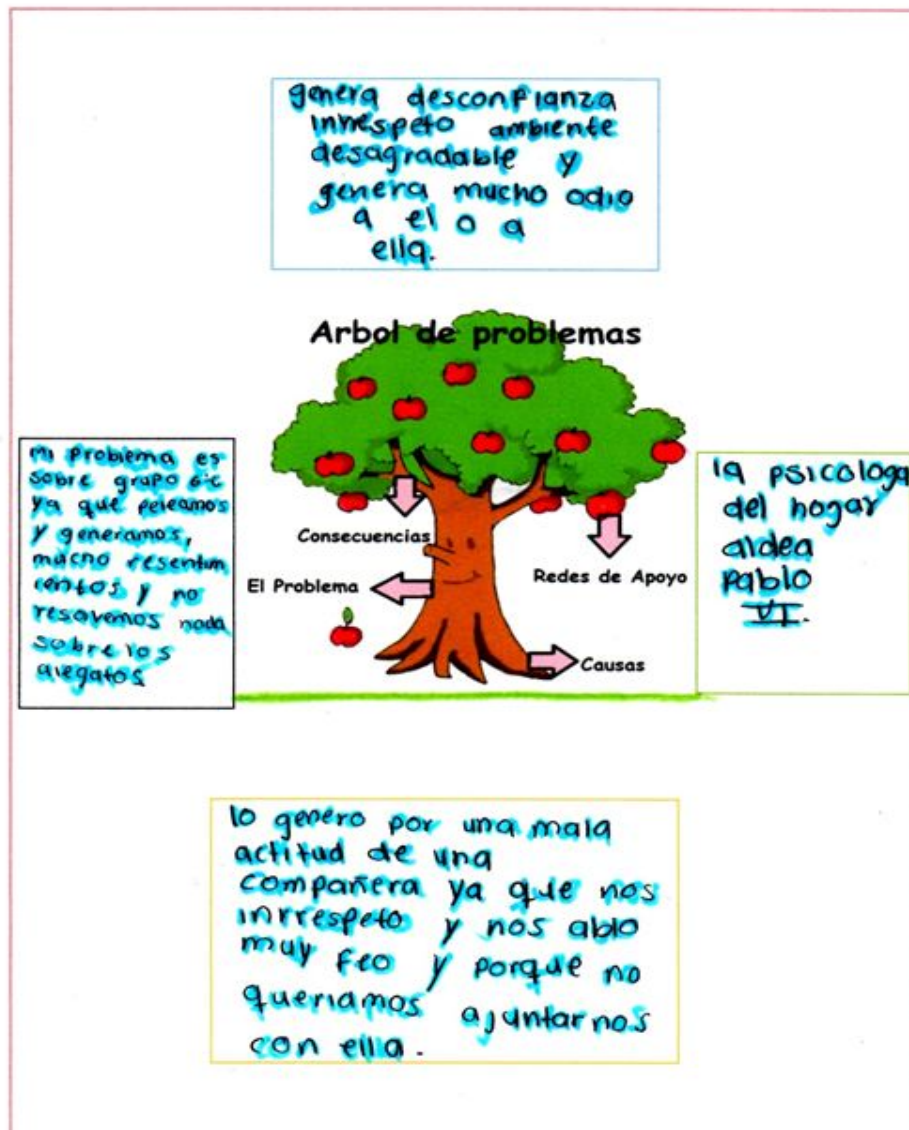 genera desconfianza
inrespeto ambiente
desagradable y
genera mucho odio
a el o a
ella.
Arbol de problemas
mi problema es
sobre grupo 6°c
ya que peleamos
y generamos,
mucho resentim
ientos y no
resolvemos nada
sobre los
alegatos
Consecuencias
El Problema
Redes de Apoyo
Causas
la psicologa
del hogar
aldea
Pablo
VI.
lo genero por una mala
actitud de una
compañera ya que nos
inrrespeto y nos ablo
muy feo y porque no
queriamos ajuntarnos
con ella.